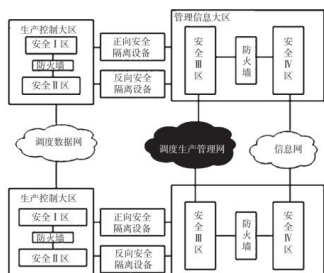 生产控制大区
安全Ⅰ区
防火墙
安全Ⅱ区
正向安全
隔离设备
反向安全
隔离设备
管理信息大区
安全Ⅲ区
防火墙
安全Ⅳ区
调度数据网
调度生产管理网
信息网
生产控制大区
安全Ⅰ区
防火墙
安全Ⅱ区
正向安全
隔离设备
反向安全
隔离设备
安全Ⅲ区
防火墙
安全Ⅳ区